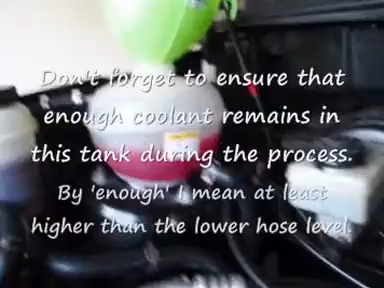 Don't forget to ensure that
enough coolant remains in
this tank during the process.
By 'enough' I mean at least
higher than the lower hose level.